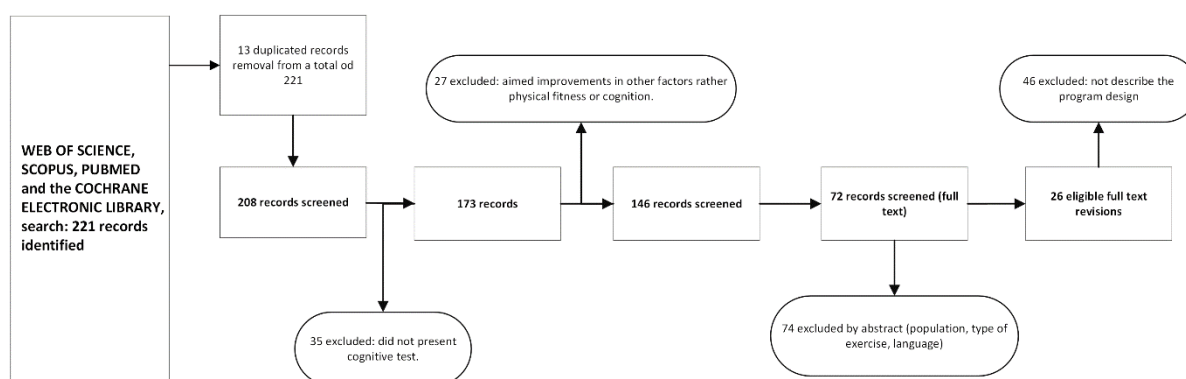 13 duplicated records
removal from a total od
221
27 excluded: aimed improvements in other factors rather
physical fitness or cognition.
46 excluded: not describe the
program design
WEB OF SCIENCE,
SCOPUS, PUBMED
and the COCHRANE
ELECTRONIC LIBRARY,
search: 221 records
identified
208 records screened
173 records
146 records screened
72 records screened (full
text)
26 eligible full text
revisions
35 excluded: did not present
cognitive test.
74 excluded by abstract (population, type of
exercise, language)